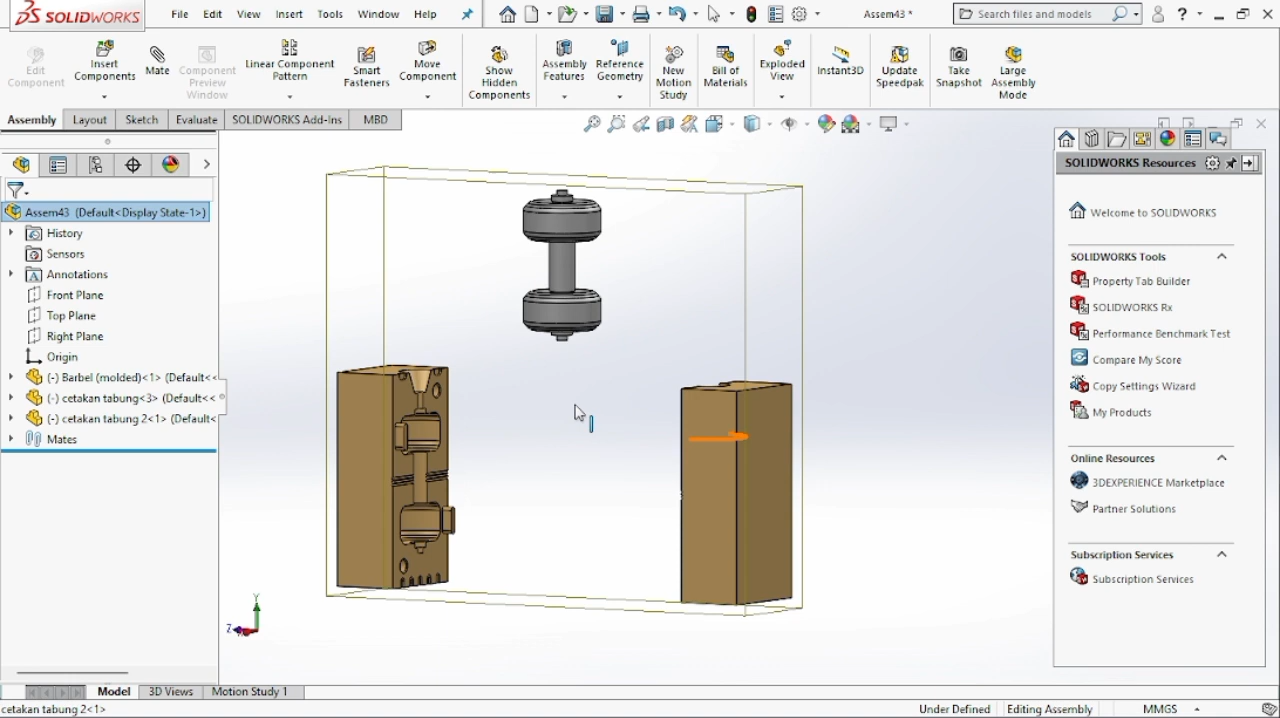 SOLIDWORKS
File Edit View Insert Tools Window Help
Assem43 *
Search files and models
?
Edit Component
Insert Components
Mate
Component Preview Window
Linear Component Pattern
Smart Fasteners
Move Component
Show Hidden Components
Assembly Features
Reference Geometry
New Motion Study
Bill of Materials
Exploded View
Instant3D
Update Speedpak
Take Snapshot
Large Assembly Mode
Assembly Layout Sketch Evaluate SOLIDWORKS Add-Ins MBD
Assem43 (Default<Display State-1>)
History
Sensors
Annotations
Front Plane
Top Plane
Right Plane
Origin
(-) Barbel (molded)<1> (Default<<
(-) cetakan tabung<3> (Default<<
(-) cetakan tabung 2<1> (Default<
Mates
Y
Z
SOLIDWORKS Resources
Welcome to SOLIDWORKS
SOLIDWORKS Tools
Property Tab Builder
SOLIDWORKS Rx
Performance Benchmark Test
Compare My Score
Copy Settings Wizard
My Products
Online Resources
3DEXPERIENCE Marketplace
Partner Solutions
Subscription Services
Subscription Services
Model 3D Views Motion Study 1
cetakan tabung 2<1>
Under Defined Editing Assembly MMGS